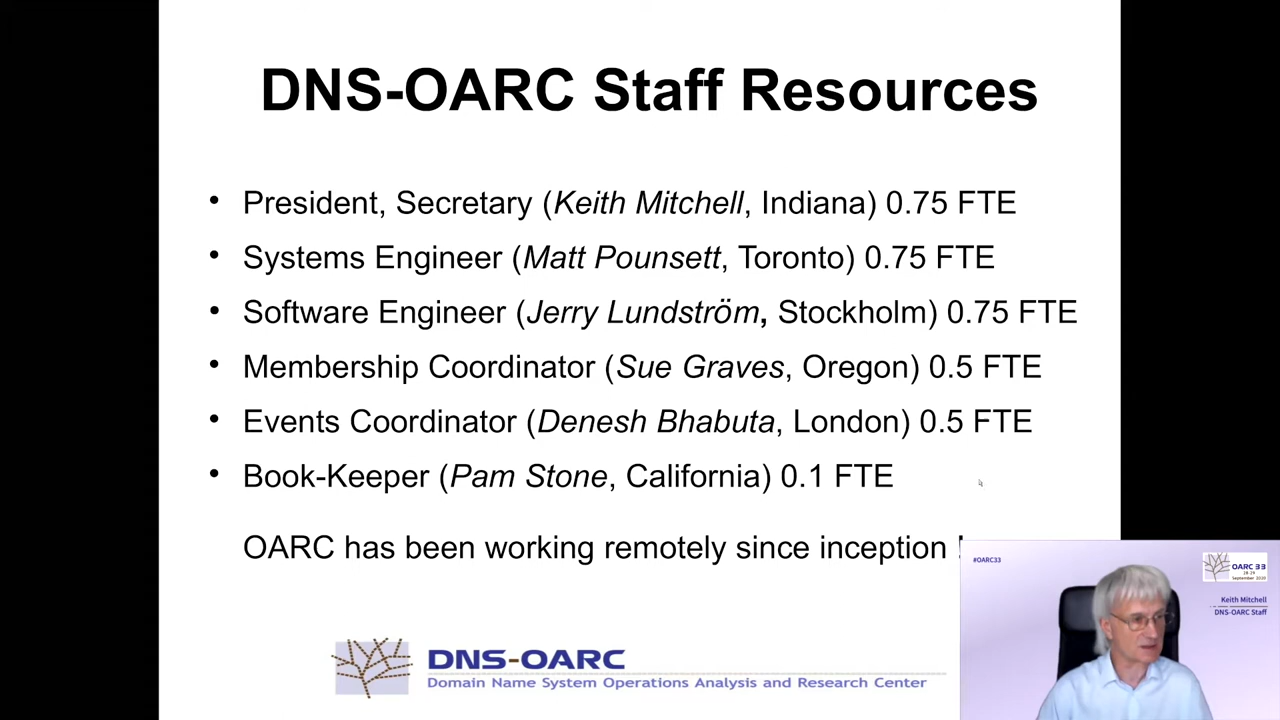 DNS-OARC Staff Resources
• President, Secretary (Keith Mitchell, Indiana) 0.75 FTE
• Systems Engineer (Matt Pounsett, Toronto) 0.75 FTE
• Software Engineer (Jerry Lundström, Stockholm) 0.75 FTE
• Membership Coordinator (Sue Graves, Oregon) 0.5 FTE
• Events Coordinator (Denesh Bhabuta, London) 0.5 FTE
• Book-Keeper (Pam Stone, California) 0.1 FTE
OARC has been working remotely since inception !
#OARC33
OARC 33
28-29
September 2020
Keith Mitchell
DNS-OARC Staff
DNS-OARC
Domain Name System Operations Analysis and Research Center